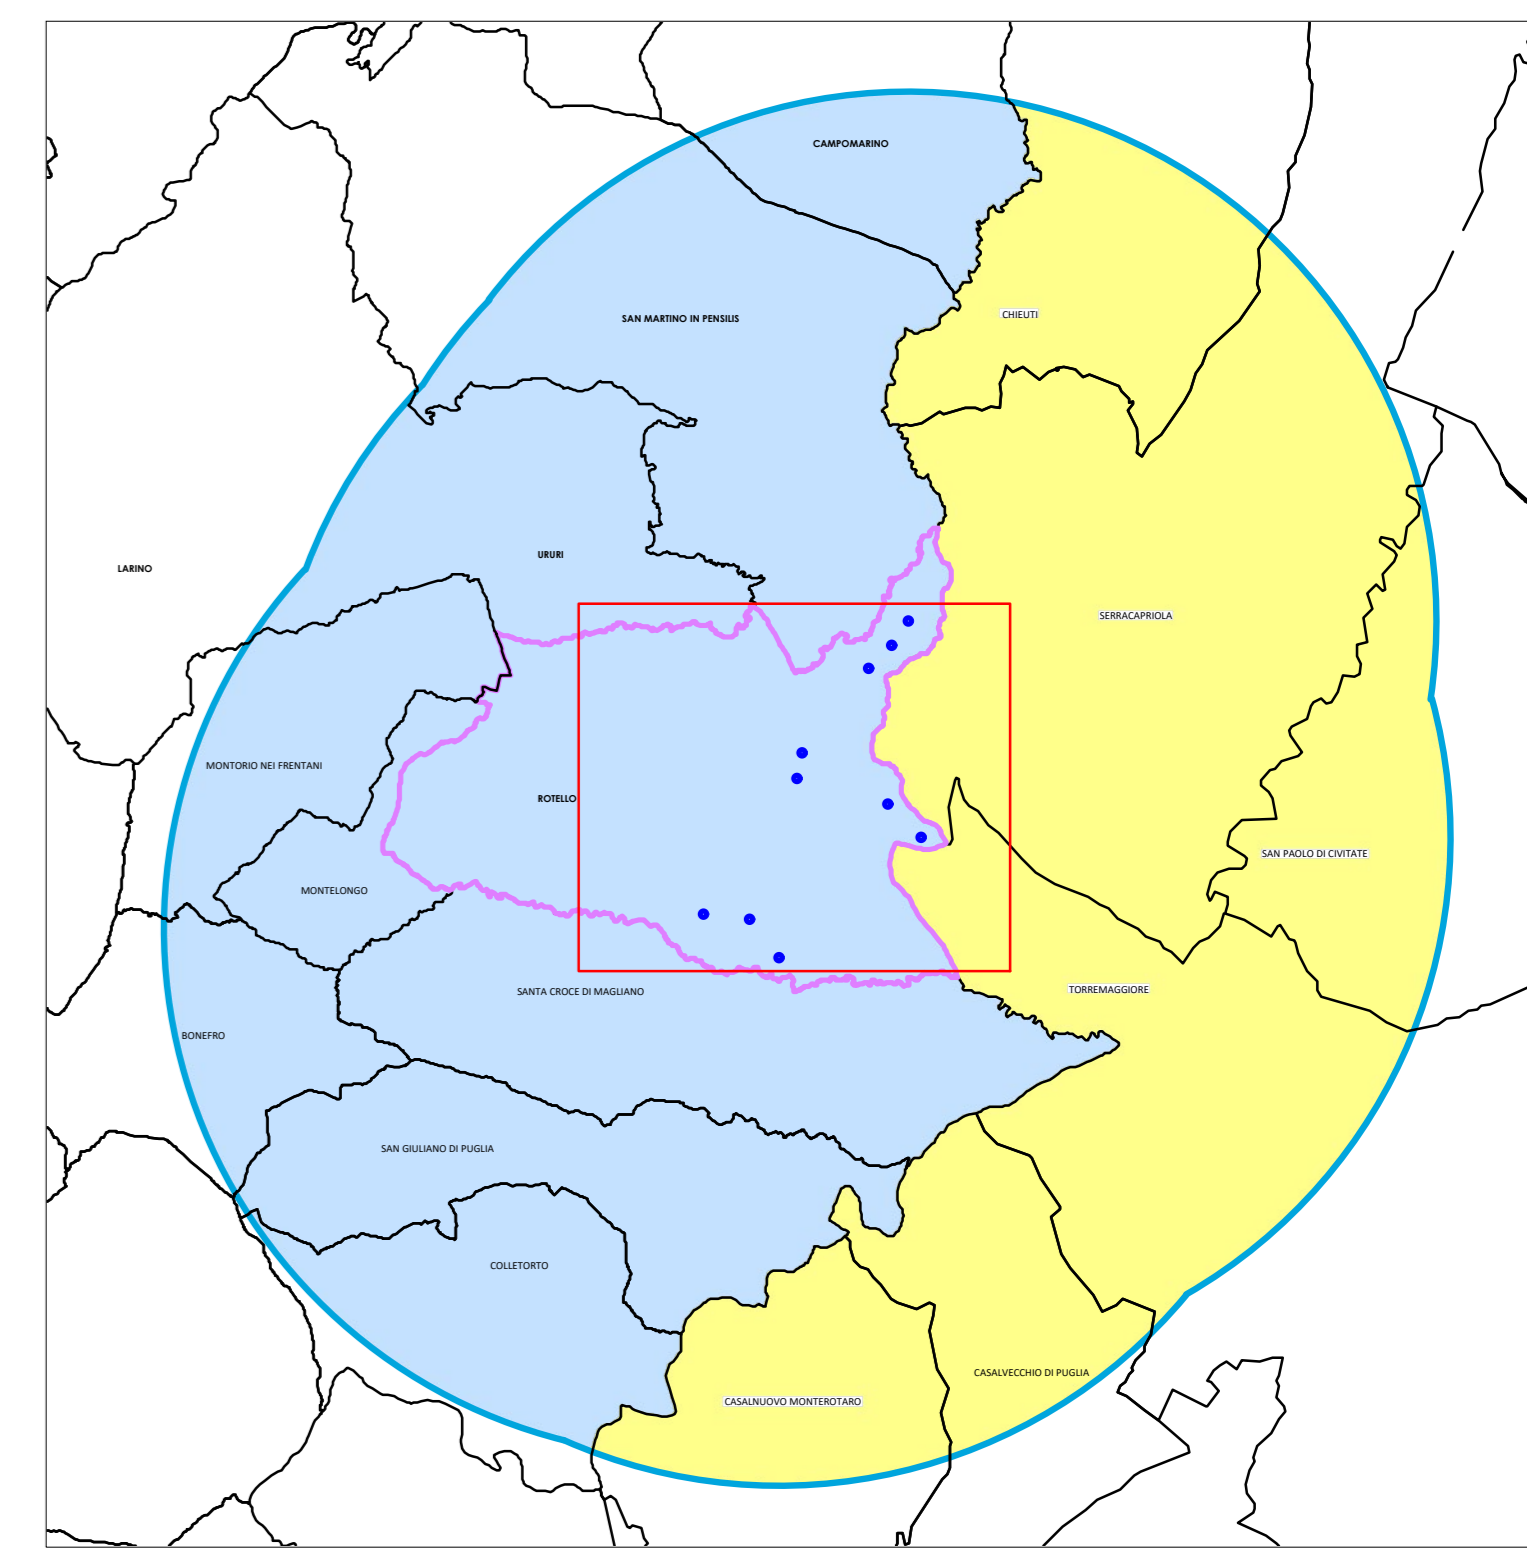 CAMPOMARINO
CHIEUTI
SAN MARTINO IN PENSILIS
URURI
LARINO
SERRACAPRIOLA
MONTORIO NEI FRENTANI
ROTELLO
SAN PAOLO DI CIVITATE
MONTELONGO
TORREMAGGIORE
SANTA CROCE DI MAGLIANO
BONEFRO
SAN GIULIANO DI PUGLIA
COLLETORTO
CASALVECCHIO DI PUGLIA
CASALNUOVO MONTEROTARO